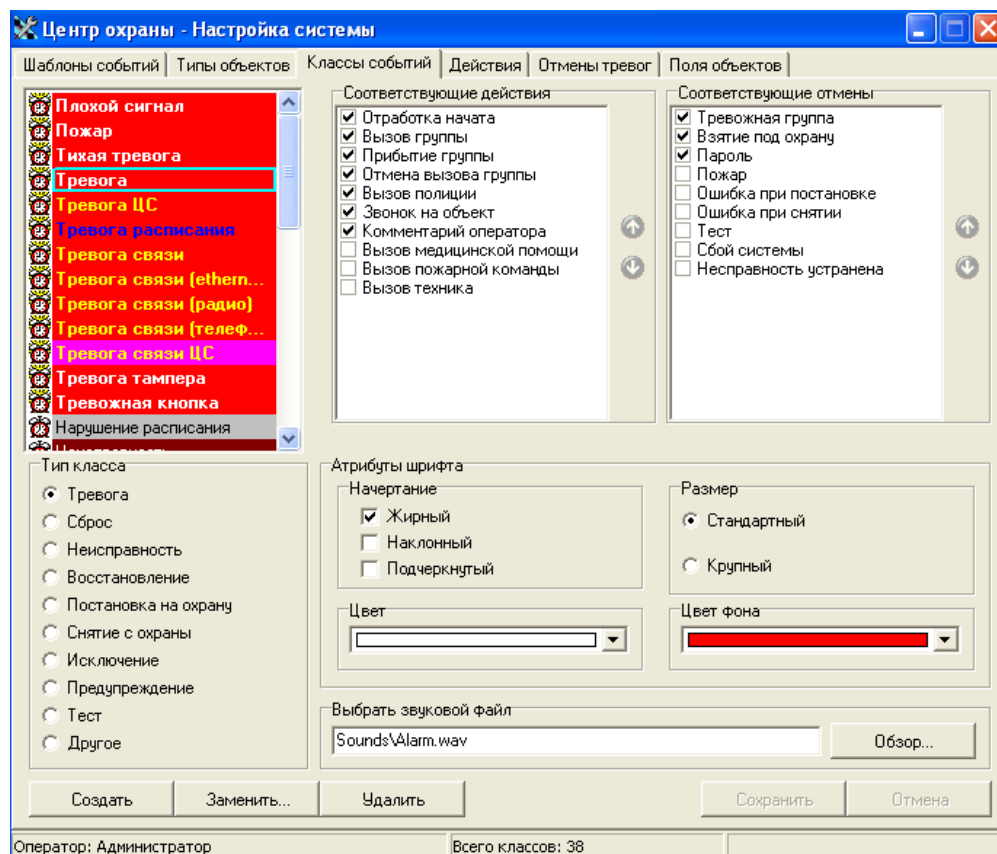 Центр охраны - Настройка системы
Шаблоны событий Типы объектов Классы событий Действия Отмены тревог Поля объектов
Плохой сигнал
Пожар
Тихая тревога
Тревога
Тревога ЦС
Тревога расписания
Тревога связи
Тревога связи (ethern...
Тревога связи (радио)
Тревога связи (телеф...
Тревога связи ЦС
Тревога тампера
Тревожная кнопка
Нарушение расписания
Соответствующие действия
Отработка начата
Вызов группы
Прибытие группы
Отмена вызова группы
Вызов полиции
Звонок на объект
Комментарий оператора
Вызов медицинской помощи
Вызов пожарной команды
Вызов техника
Соответствующие отмены
Тревожная группа
Взятие под охрану
Пароль
Пожар
Ошибка при постановке
Ошибка при снятии
Тест
Сбой системы
Несправность устранена
Тип класса
Тревога
Сброс
Неисправность
Восстановление
Постановка на охрану
Снятие с охраны
Исключение
Предупреждение
Тест
Другое
Атрибуты шрифта
Начертание
Жирный
Наклонный
Подчеркнутый
Размер
Стандартный
Крупный
Цвет
Цвет фона
Выбрать звуковой файл
Sounds\Alarm.wav
Обзор...
Создать Заменить... Удалить Сохранить Отмена
Оператор: Администратор Всего классов: 38